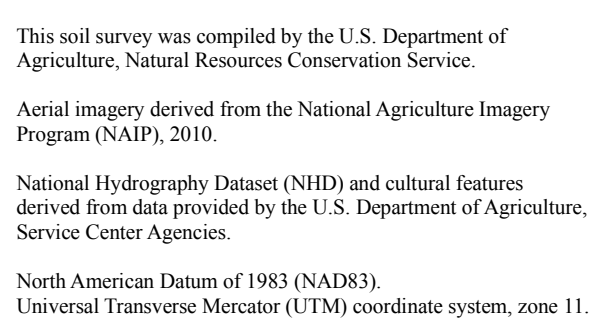 This soil survey was compiled by the U.S. Department of
Agriculture, Natural Resources Conservation Service.
Aerial imagery derived from the National Agriculture Imagery
Program (NAIP), 2010.
National Hydrography Dataset (NHD) and cultural features
derived from data provided by the U.S. Department of Agriculture,
Service Center Agencies.
North American Datum of 1983 (NAD83).
Universal Transverse Mercator (UTM) coordinate system, zone 11.